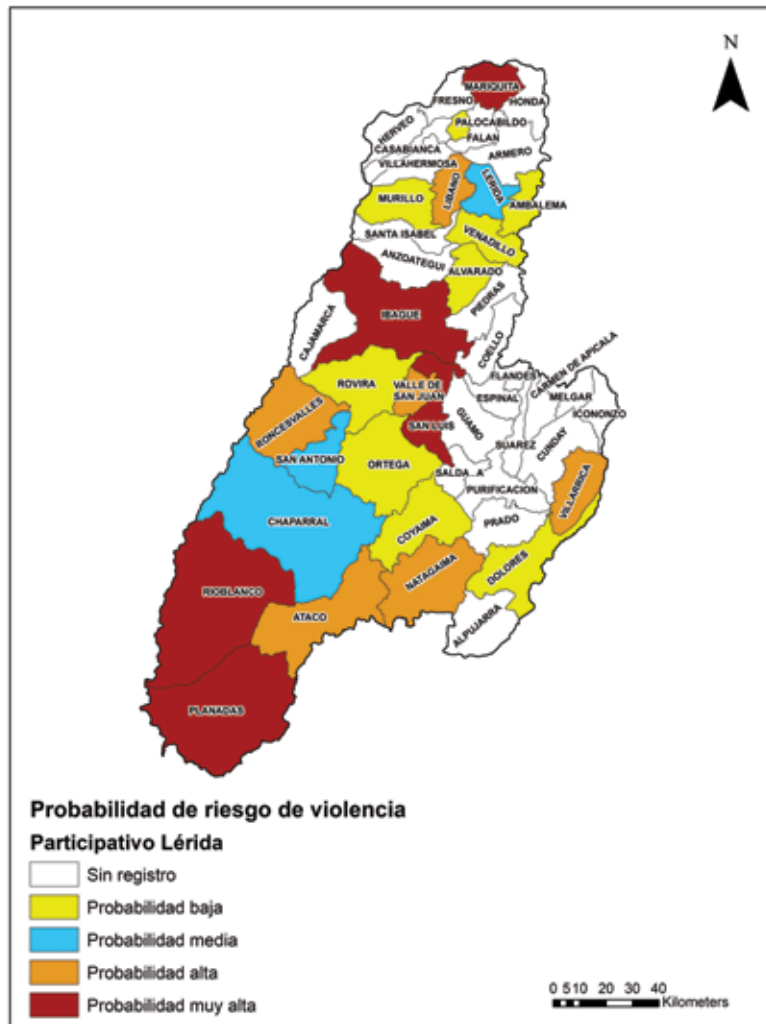 N
MARIQUITA
FRESNO
HONDA
HERVEO
PALOCABILDO
FALAN
CASABIANCA
ARMERO
VILLAHERMOSA
LIBANO
LERIDA
MURILLO
AMBALEMA
SANTA ISABEL
VENADILLO
ANZOATEGUI
ALVARADO
PIEDRAS
IBAGUE
CAJAMARCA
COELLO
FLANDES
CARMEN DE APICALA
ROVIRA
VALLE DE
SAN JUAN
ESPINAL
MELGAR
ICONONZO
RONCESVALLES
SAN LUIS
GUAMO
SUAREZ
CUNDAY
SAN ANTONIO
ORTEGA
SALDA..A
PURIFICACION
VILLARRICA
CHAPARRAL
COYAIMA
PRADO
NATAGAIMA
DOLORES
RIOBLANCO
ATACO
ALPUJARRA
PLANADAS
Probabilidad de riesgo de violencia
Participativo Lérida
Sin registro
Probabilidad baja
Probabilidad media
Probabilidad alta
Probabilidad muy alta
0 5 10 20 30 40
Kilometers